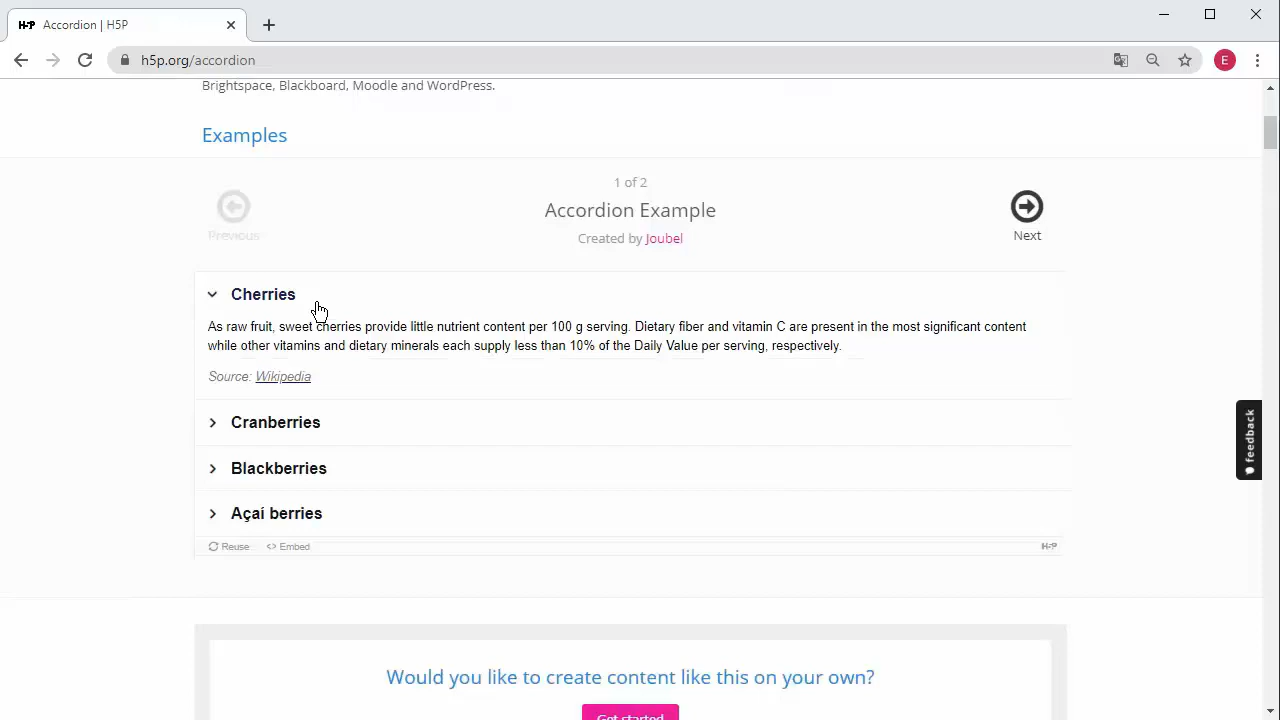 H5P Accordion | H5P
h5p.org/accordion
E
Brightspace, Blackboard, Moodle and WordPress.
Examples
1 of 2
Previous
Accordion Example
Next
Created by Joubel
Cherries
As raw fruit, sweet cherries provide little nutrient content per 100 g serving. Dietary fiber and vitamin C are present in the most significant content
while other vitamins and dietary minerals each supply less than 10% of the Daily Value per serving, respectively.
Source: Wikipedia
Cranberries
Blackberries
Açaí berries
Reuse <> Embed H5P
feedback
Would you like to create content like this on your own?
Get started